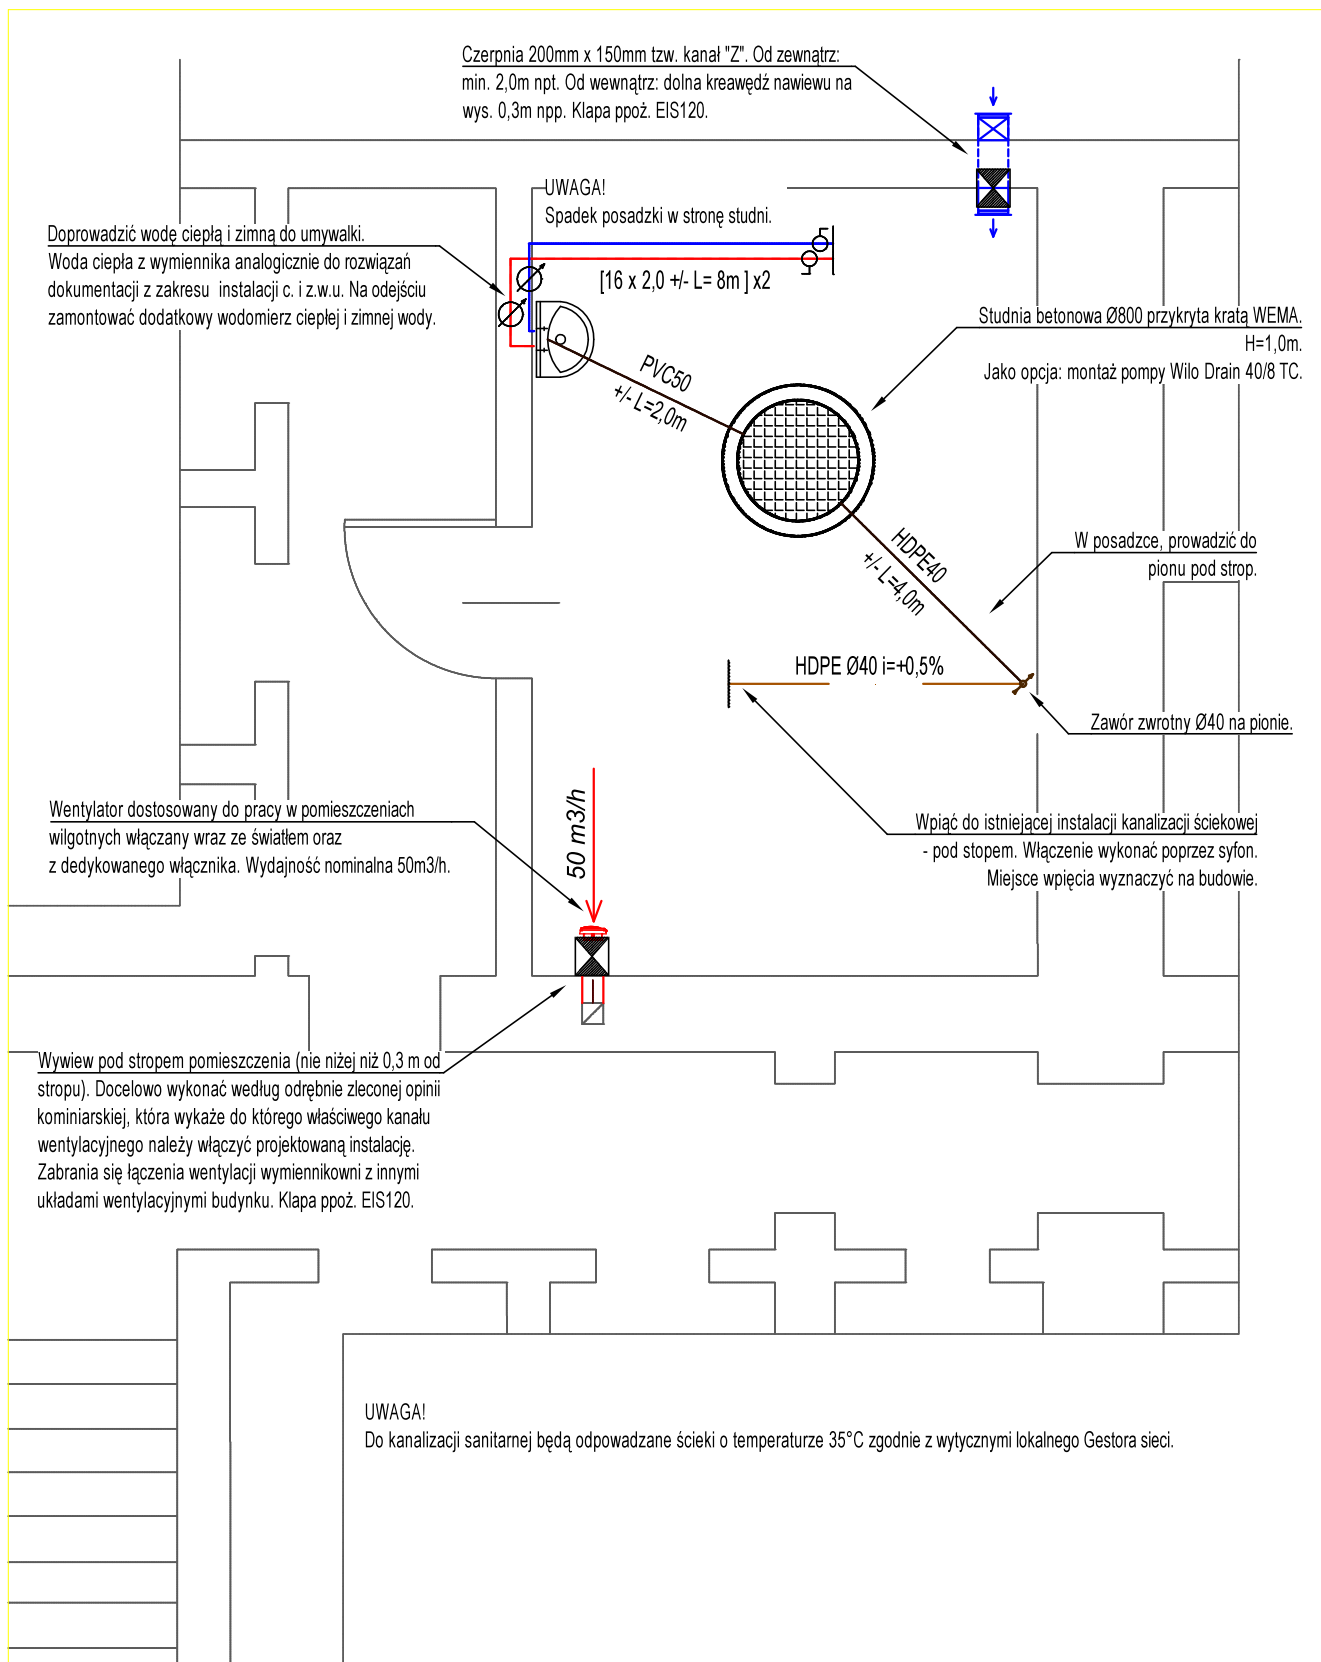 Czerpnia 200mm x 150mm tzw. kanał "Z". Od zewnątrz:
min. 2,0m npt. Od wewnątrz: dolna kreawędź nawiewu na
wys. 0,3m npp. Klapa ppoż. EIS120.
UWAGA!
Spadek posadzki w stronę studni.
Doprowadzić wodę ciepłą i zimną do umywalki.
Woda ciepła z wymiennika analogicznie do rozwiązań
dokumentacji z zakresu instalacji c. i z.w.u. Na odejściu
zamontować dodatkowy wodomierz ciepłej i zimnej wody.
[16 x 2,0 +/- L= 8m ] x2
Studnia betonowa Ø800 przykryta kratą WEMA.
H=1,0m.
Jako opcja: montaż pompy Wilo Drain 40/8 TC.
PVC50
+/- L=2,0m
HDPE40
+/- L=4,0m
W posadzce, prowadzić do
pionu pod strop.
HDPE Ø40 i=+0,5%
Zawór zwrotny Ø40 na pionie.
Wentylator dostosowany do pracy w pomieszczeniach
wilgotnych włączany wraz ze światłem oraz
z dedykowanego włącznika. Wydajność nominalna 50m3/h.
50 m3/h
Wpiąć do istniejącej instalacji kanalizacji ściekowej
- pod stopem. Włączenie wykonać poprzez syfon.
Miejsce wpięcia wyznaczyć na budowie.
Wywiew pod stropem pomieszczenia (nie niżej niż 0,3 m od
stropu). Docelowo wykonać według odrębnie zleconej opinii
kominiarskiej, która wykaże do którego właściwego kanału
wentylacyjnego należy włączyć projektowaną instalację.
Zabrania się łączenia wentylacji wymiennikowni z innymi
układami wentylacyjnymi budynku. Klapa ppoż. EIS120.
UWAGA!
Do kanalizacji sanitarnej będą odpowadzane ścieki o temperaturze 35°C zgodnie z wytycznymi lokalnego Gestora sieci.